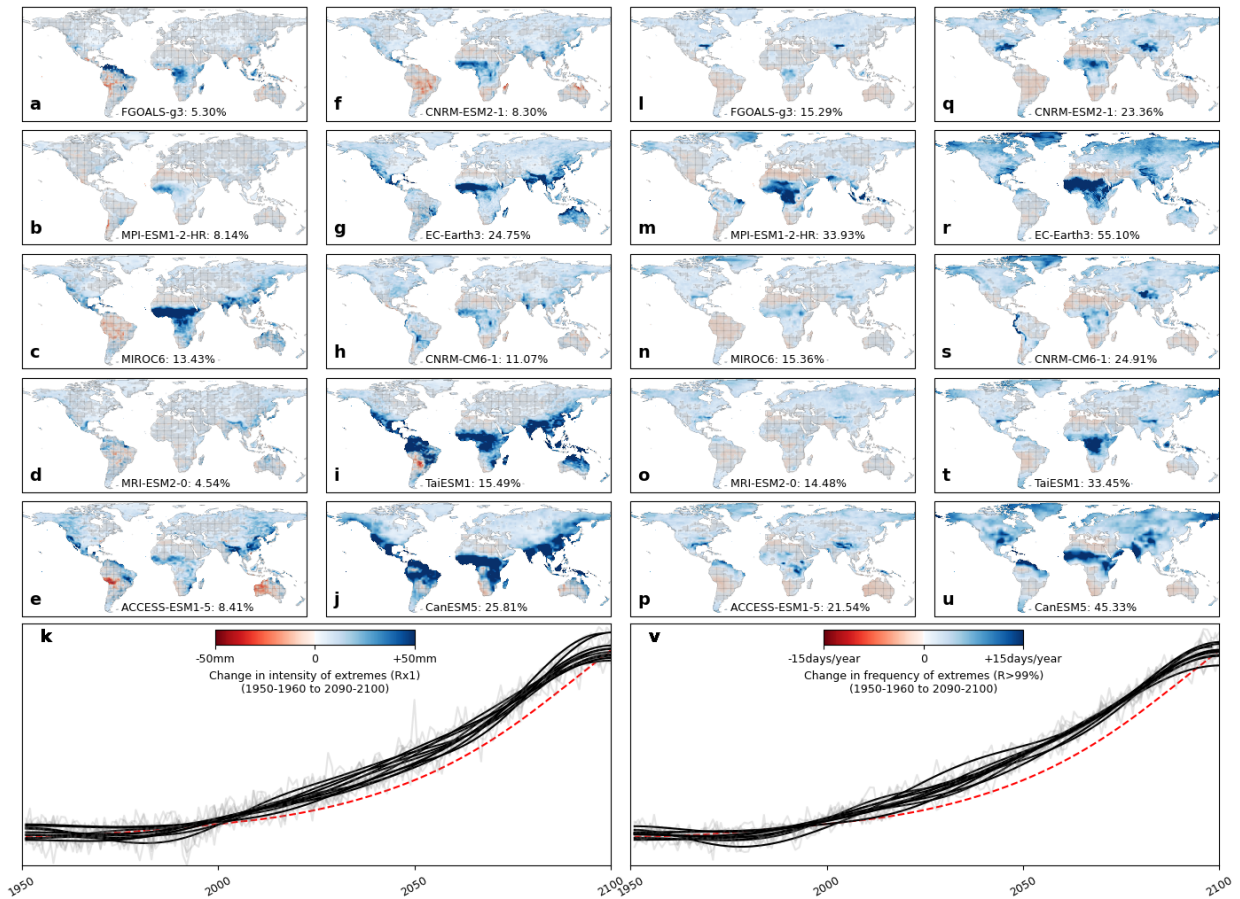 a
FGOALS-g3: 5.30%
f
CNRM-ESM2-1: 8.30%
l
FGOALS-g3: 15.29%
q
CNRM-ESM2-1: 23.36%
b
MPI-ESM1-2-HR: 8.14%
g
EC-Earth3: 24.75%
m
MPI-ESM1-2-HR: 33.93%
r
EC-Earth3: 55.10%
c
MIROC6: 13.43%
h
CNRM-CM6-1: 11.07%
n
MIROC6: 15.36%
s
CNRM-CM6-1: 24.91%
d
MRI-ESM2-0: 4.54%
i
TaiESM1: 15.49%
o
MRI-ESM2-0: 14.48%
t
TaiESM1: 33.45%
e
ACCESS-ESM1-5: 8.41%
j
CanESM5: 25.81%
p
ACCESS-ESM1-5: 21.54%
u
CanESM5: 45.33%
k
-50mm 0 +50mm
Change in intensity of extremes (Rx1)
(1950-1960 to 2090-2100)
1950 2000 2050 2100
v
-15days/year 0 +15days/year
Change in frequency of extremes (R>99%)
(1950-1960 to 2090-2100)
1950 2000 2050 2100